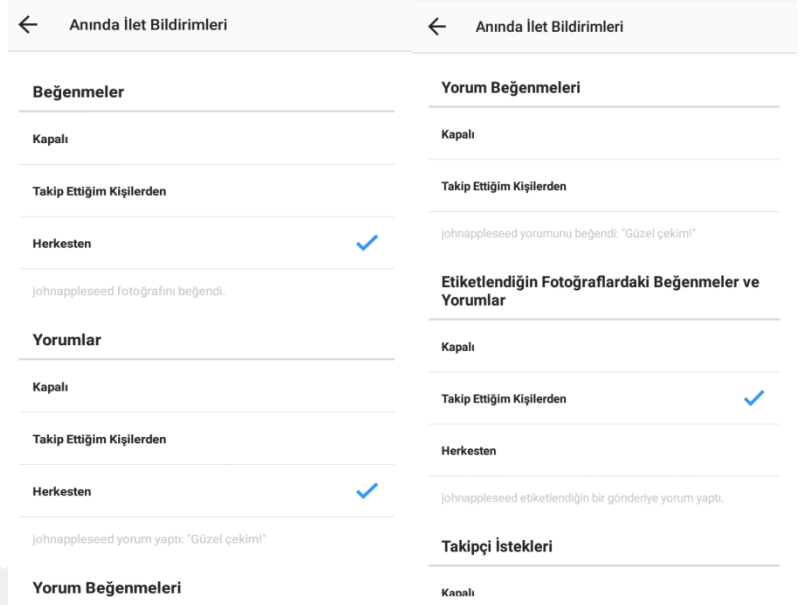 Anında İlet Bildirimleri
Beğenmeler
Kapalı
Takip Ettiğim Kişilerden
Herkesten
johnappleseed fotoğrafını beğendi.
Yorumlar
Kapalı
Takip Ettiğim Kişilerden
Herkesten
johnappleseed yorum yaptı: "Güzel çekim!"
Yorum Beğenmeleri
Anında İlet Bildirimleri
Yorum Beğenmeleri
Kapalı
Takip Ettiğim Kişilerden
johnappleseed yorumunu beğendi: "Güzel çekim!"
Etiketlendiğin Fotoğraflardaki Beğenmeler ve
Yorumlar
Kapalı
Takip Ettiğim Kişilerden
Herkesten
johnappleseed etiketlendiğin bir gönderiye yorum yaptı.
Takipçi İstekleri
Kapalı